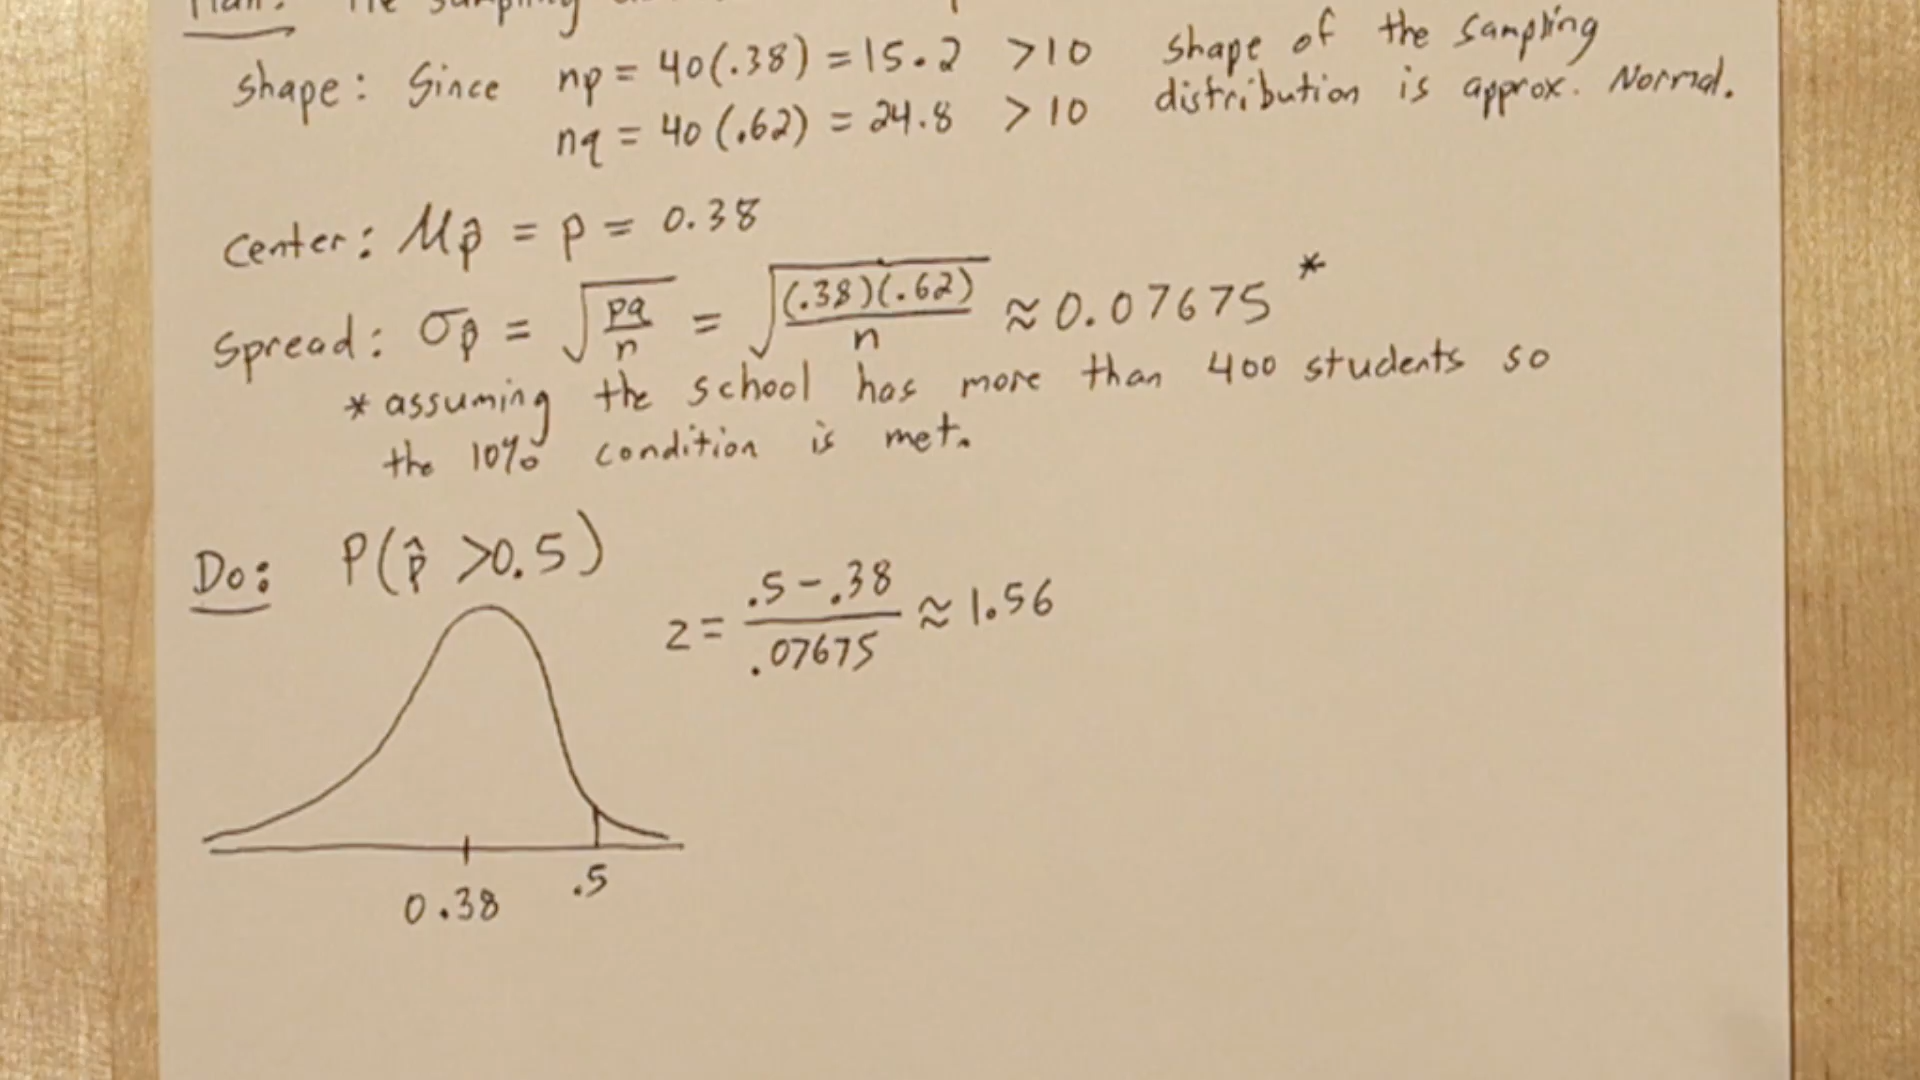 Plan: The sampling
Shape: Since np = 40(.38) = 15.2 >10 shape of the sampling
nq = 40(.62) = 24.8 >10 distribution is approx. Normal.
Center: μp̂ = p = 0.38
Spread: σp̂ = √(pq/n) = √((.38)(.62)/n) ≈ 0.07675 *
* assuming the school has more than 400 students so
the 10% condition is met.
Do: P(p̂ >0.5)
z = .5-.38/.07675 ≈ 1.56
0.38 .5